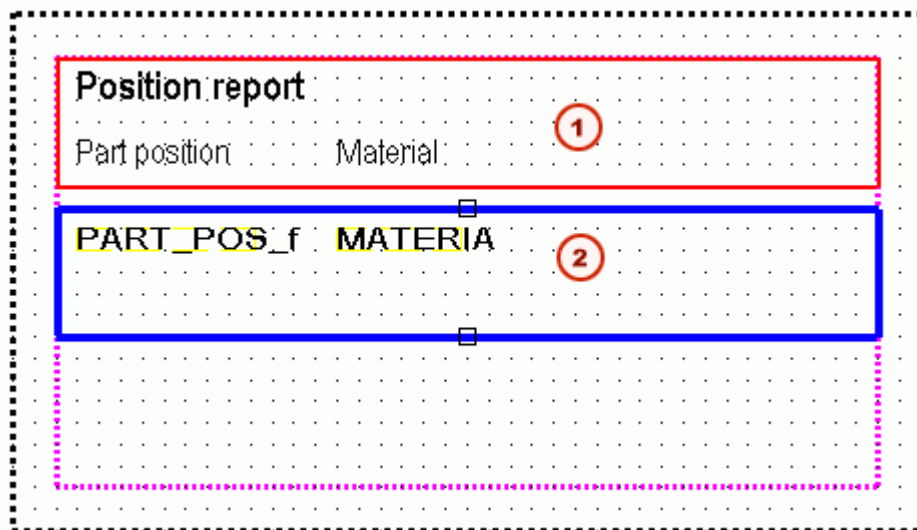 Position report
1
Part position Material
PART_POS_f MATERIA
2